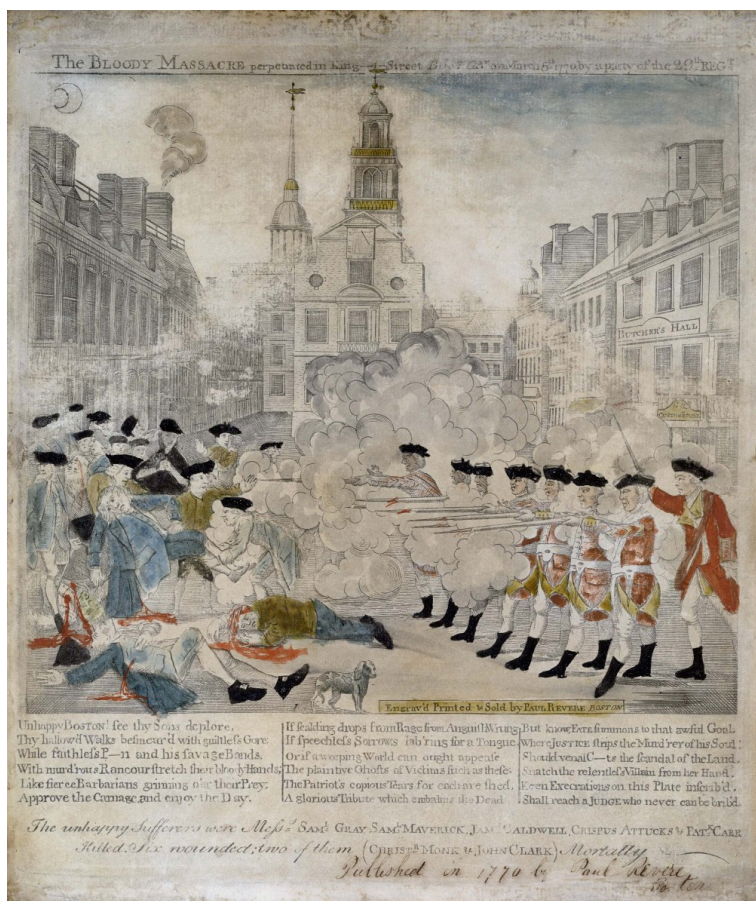 The BLOODY MASSACRE perpetrated in King Street BOSTON on March 5th 1770 by a party of the 29th REGT
BUTCHER'S HALL
CUSTOM HOUSE
Engrav'd Printed & Sold by PAUL REVERE BOSTON
Unhappy BOSTON! see thy Sons deplore,
Thy hallow'd Walks besmear'd with guiltless Gore:
While faithless P—n and his savage Bands,
With murd'rous Rancour stretch their bloody Hands;
Like fierce Barbarians grinning o'er their Prey,
Approve the Carnage, and enjoy the Day.
If scalding drops from Rage from Anguish Wrung
If speechless Sorrows lab'ring for a Tongue,
Or if a weeping World can ought appease
The plaintive Ghosts of Victims such as these:
The Patriot's copious Tears for each are shed,
A glorious Tribute which embalms the Dead
But know, FATE summons to that awful Goal,
Where JUSTICE strips the Murd'rer of his Soul:
Should venal C—ts the scandal of the Land,
Snatch the relentless Villain from her Hand,
Keen Execrations on this Plate inscrib'd,
Shall reach a JUDGE who never can be brib'd.
The unhappy Sufferers were Messs SAML GRAY, SAML MAVERICK, JAMS CALDWELL, CRISPUS ATTUCKS & PATK CARR
Killed. Six wounded; two of them (CHRISTR MONK & JOHN CLARK) Mortally
Published in 1770 by Paul Revere
Boston